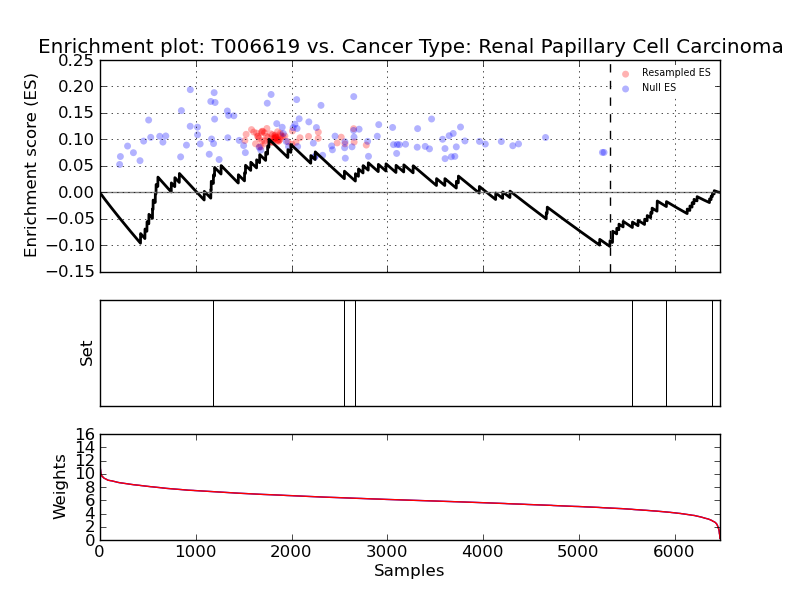 Enrichment plot: T006619 vs. Cancer Type: Renal Papillary Cell Carcinoma
Enrichment score (ES)
0.25
0.20
0.15
0.10
0.05
0.00
−0.05
−0.10
−0.15
Resampled ES
Null ES
Set
Weights
16
14
12
10
8
6
4
2
0
0 1000 2000 3000 4000 5000 6000
Samples